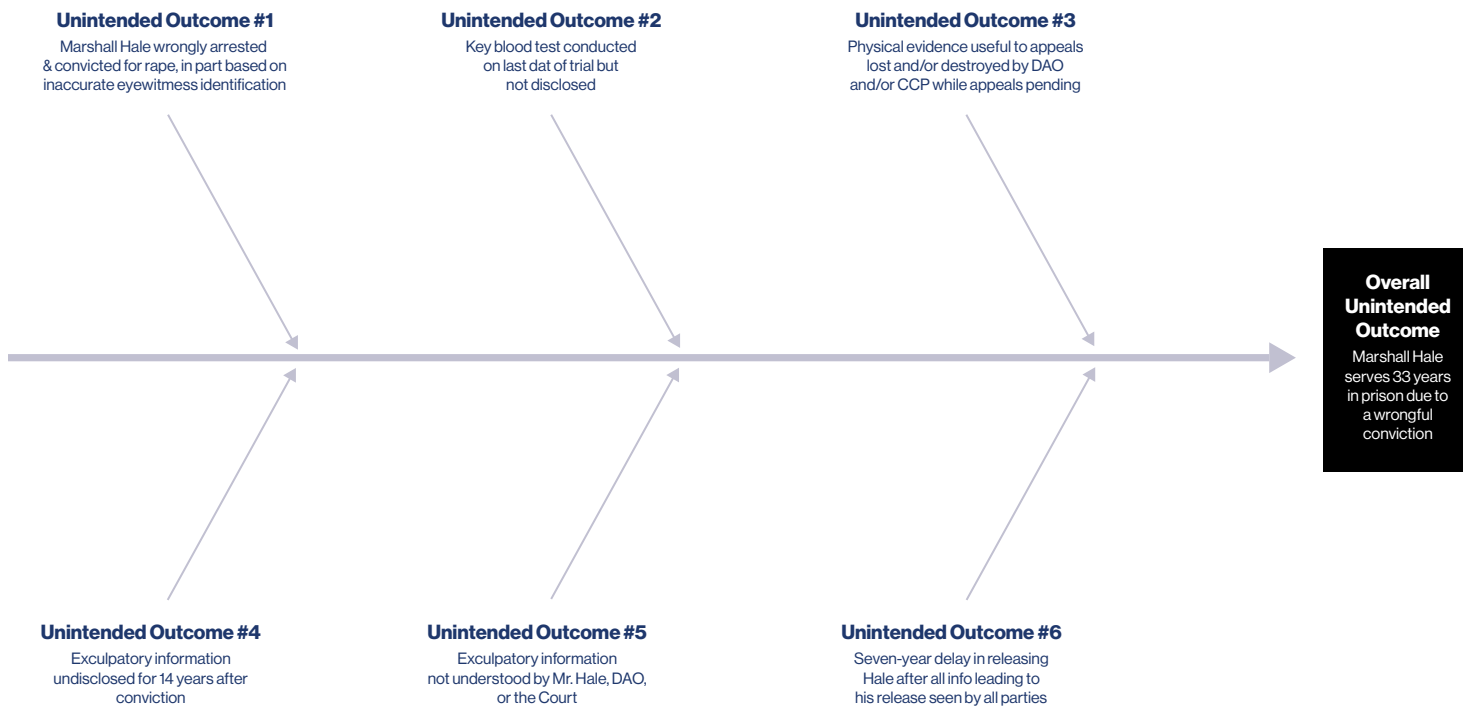 Unintended Outcome #1
Marshall Hale wrongly arrested
& convicted for rape, in part based on
inaccurate eyewitness identification
Unintended Outcome #2
Key blood test conducted
on last dat of trial but
not disclosed
Unintended Outcome #3
Physical evidence useful to appeals
lost and/or destroyed by DAO
and/or CCP while appeals pending
Overall
Unintended
Outcome
Marshall Hale
serves 33 years
in prison due to
a wrongful
conviction
Unintended Outcome #4
Exculpatory information
undisclosed for 14 years after
conviction
Unintended Outcome #5
Exculpatory information
not understood by Mr. Hale, DAO,
or the Court
Unintended Outcome #6
Seven-year delay in releasing
Hale after all info leading to
his release seen by all parties